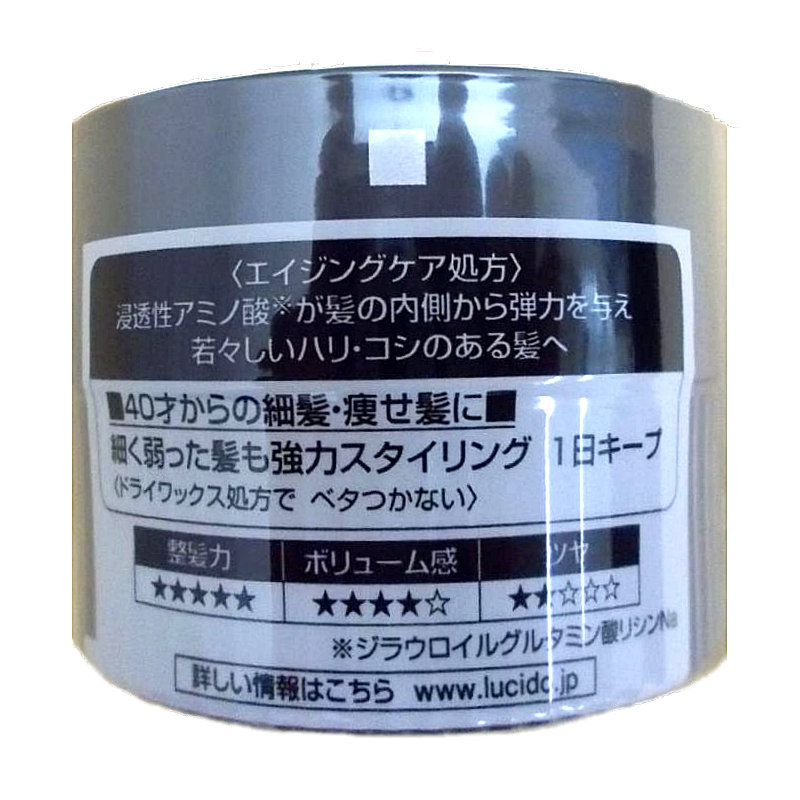 〈エイジングケア処方〉
浸透性アミノ酸※が髪の内側から弾力を与え
若々しいハリ・コシのある髪へ
■40才からの細髪・痩せ髪に■
細く弱った髪も強力スタイリング 1日キープ
〈ドライワックス処方で ベタつかない〉
整髪力 ボリューム感 ツヤ
★★★★★ ★★★★☆ ★★☆☆☆
※ジラウロイルグルタミン酸リシンNa
詳しい情報はこちら www.lucido.jp